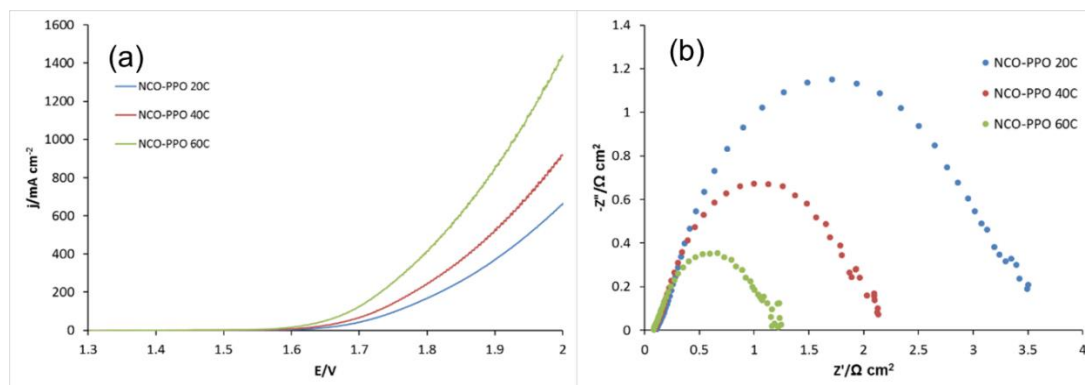 (a)
j/mA cm⁻²
1600
1400
1200
1000
800
600
400
200
0
NCO-PPO 20C
NCO-PPO 40C
NCO-PPO 60C
1.3 1.4 1.5 1.6 1.7 1.8 1.9 2
E/V
(b)
-Z"/Ω cm²
1.4
1.2
1
0.8
0.6
0.4
0.2
0
NCO-PPO 20C
NCO-PPO 40C
NCO-PPO 60C
0 0.5 1 1.5 2 2.5 3 3.5 4
Z'/Ω cm²